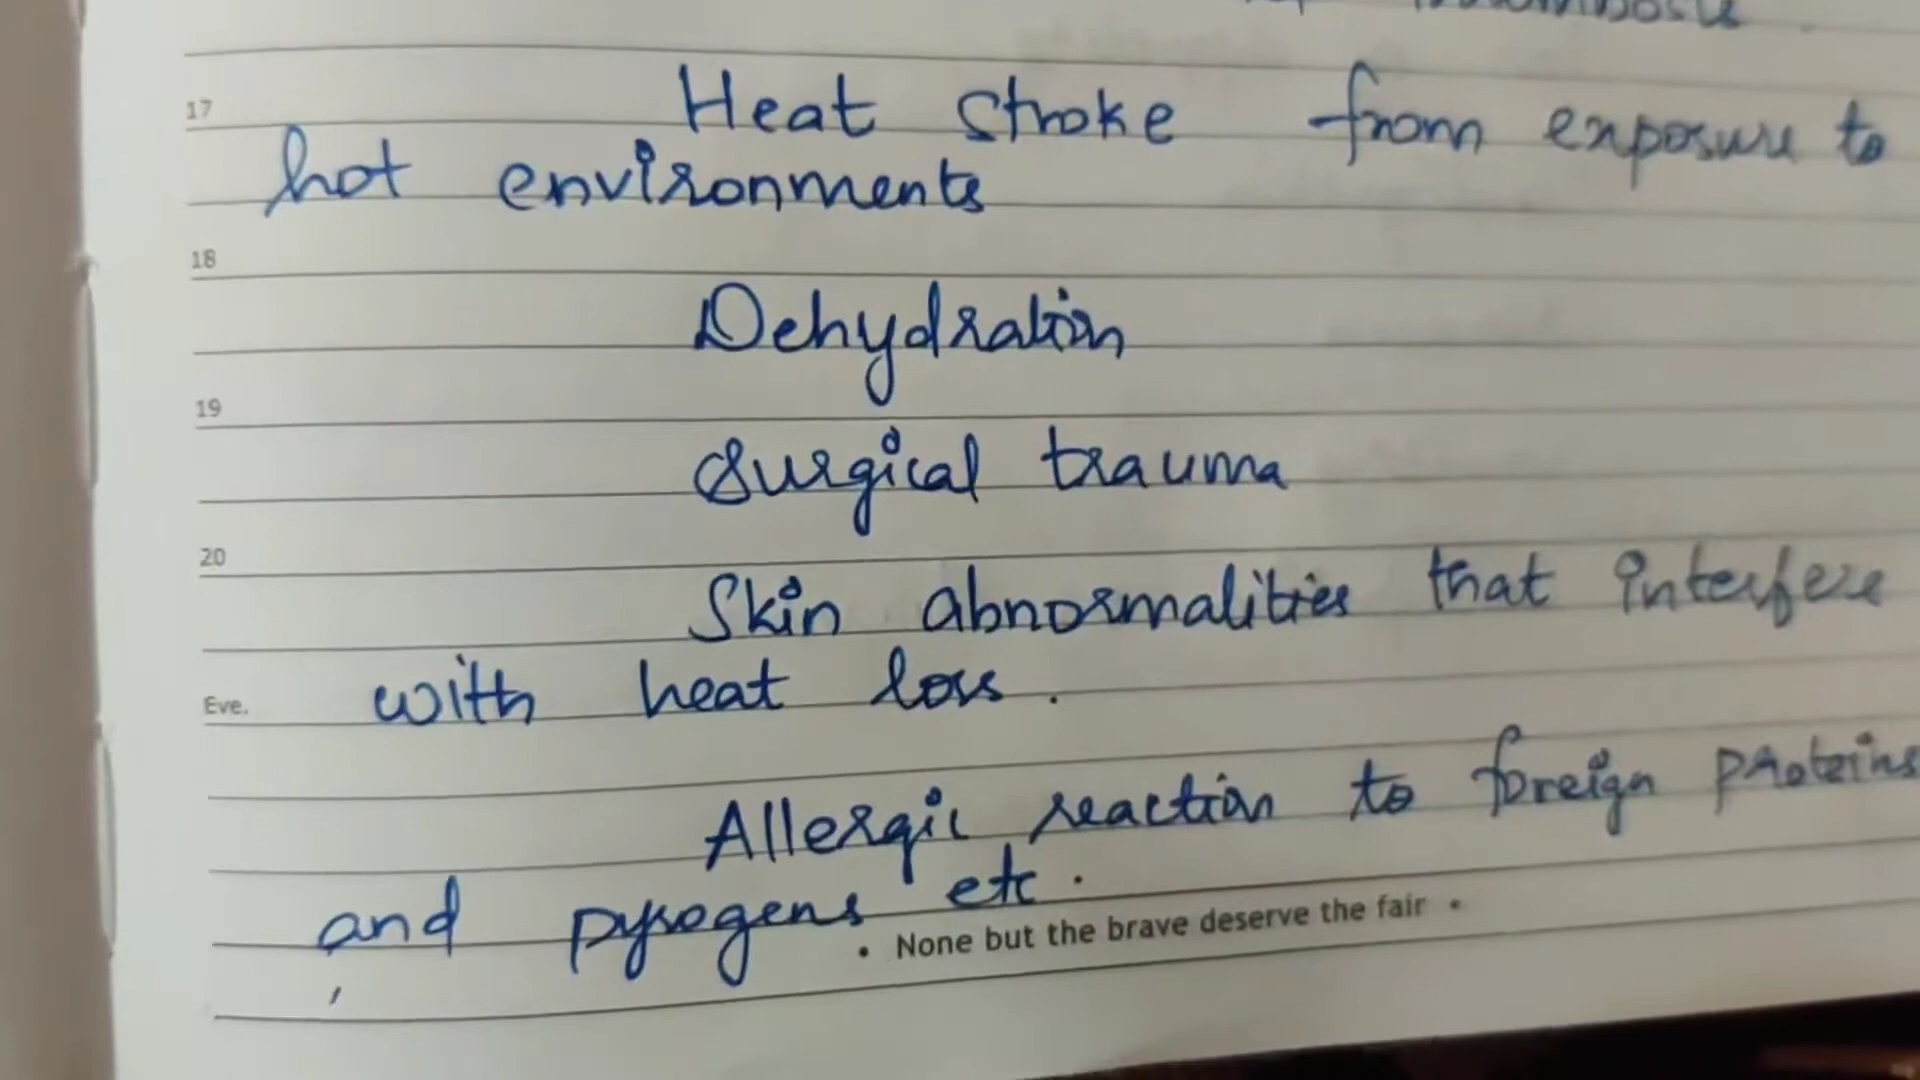 17 Heat stroke from exposure to
hot environments
18
Dehydration
19
Surgical trauma
20
Skin abnormalities that interfere
Eve. with heat loss.
Allergic reaction to foreign proteins
and pyrogens etc.
• None but the brave deserve the fair •